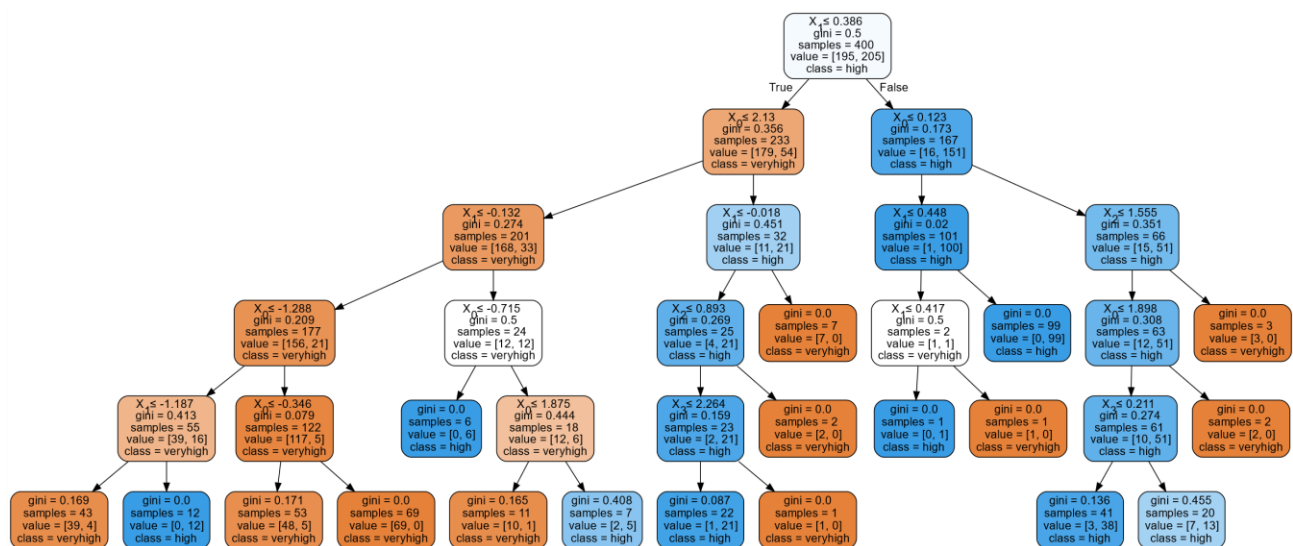 X₁≤ 0.386
gini = 0.5
samples = 400
value = [195, 205]
class = high
True
False
X₀≤ 2.13
gini = 0.356
samples = 233
value = [179, 54]
class = veryhigh
X₀≤ 0.123
gini = 0.173
samples = 167
value = [16, 151]
class = high
X₁≤ -0.132
gini = 0.274
samples = 201
value = [168, 33]
class = veryhigh
X₁≤ -0.018
gini = 0.451
samples = 32
value = [11, 21]
class = high
X₁≤ 0.448
gini = 0.02
samples = 101
value = [1, 100]
class = high
X₂≤ 1.555
gini = 0.351
samples = 66
value = [15, 51]
class = high
X₀≤ -1.288
gini = 0.209
samples = 177
value = [156, 21]
class = veryhigh
X₀≤ -0.715
gini = 0.5
samples = 24
value = [12, 12]
class = veryhigh
X₂≤ 0.893
gini = 0.269
samples = 25
value = [4, 21]
class = high
gini = 0.0
samples = 7
value = [7, 0]
class = veryhigh
X₁≤ 0.417
gini = 0.5
samples = 2
value = [1, 1]
class = veryhigh
gini = 0.0
samples = 99
value = [0, 99]
class = high
X₀≤ 1.898
gini = 0.308
samples = 63
value = [12, 51]
class = high
gini = 0.0
samples = 3
value = [3, 0]
class = veryhigh
X₁≤ -1.187
gini = 0.413
samples = 55
value = [39, 16]
class = veryhigh
X₀≤ -0.346
gini = 0.079
samples = 122
value = [117, 5]
class = veryhigh
gini = 0.0
samples = 6
value = [0, 6]
class = high
X₀≤ 1.875
gini = 0.444
samples = 18
value = [12, 6]
class = veryhigh
X₃≤ 2.264
gini = 0.159
samples = 23
value = [2, 21]
class = high
gini = 0.0
samples = 2
value = [2, 0]
class = veryhigh
gini = 0.0
samples = 1
value = [0, 1]
class = high
gini = 0.0
samples = 1
value = [1, 0]
class = veryhigh
X₃≤ 0.211
gini = 0.274
samples = 61
value = [10, 51]
class = high
gini = 0.0
samples = 2
value = [2, 0]
class = veryhigh
gini = 0.169
samples = 43
value = [39, 4]
class = veryhigh
gini = 0.0
samples = 12
value = [0, 12]
class = high
gini = 0.171
samples = 53
value = [48, 5]
class = veryhigh
gini = 0.0
samples = 69
value = [69, 0]
class = veryhigh
gini = 0.165
samples = 11
value = [10, 1]
class = veryhigh
gini = 0.408
samples = 7
value = [2, 5]
class = high
gini = 0.087
samples = 22
value = [1, 21]
class = high
gini = 0.0
samples = 1
value = [1, 0]
class = veryhigh
gini = 0.136
samples = 41
value = [3, 38]
class = high
gini = 0.455
samples = 20
value = [7, 13]
class = high